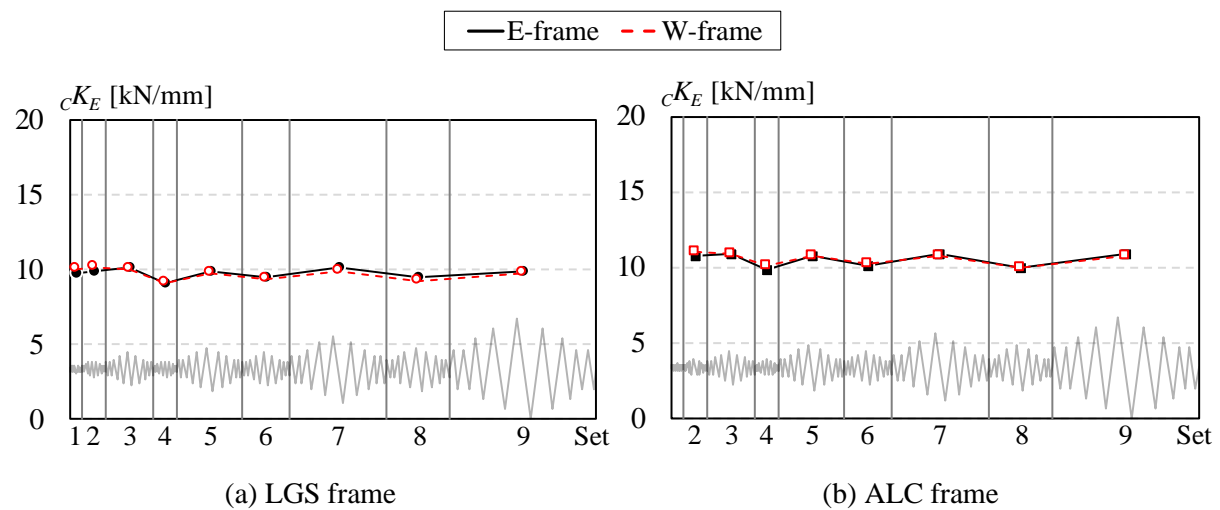 E-frame W-frame
cKE [kN/mm]
20
15
10
5
0
1 2 3 4 5 6 7 8 9 Set
(a) LGS frame
cKE [kN/mm]
20
15
10
5
0
2 3 4 5 6 7 8 9 Set
(b) ALC frame